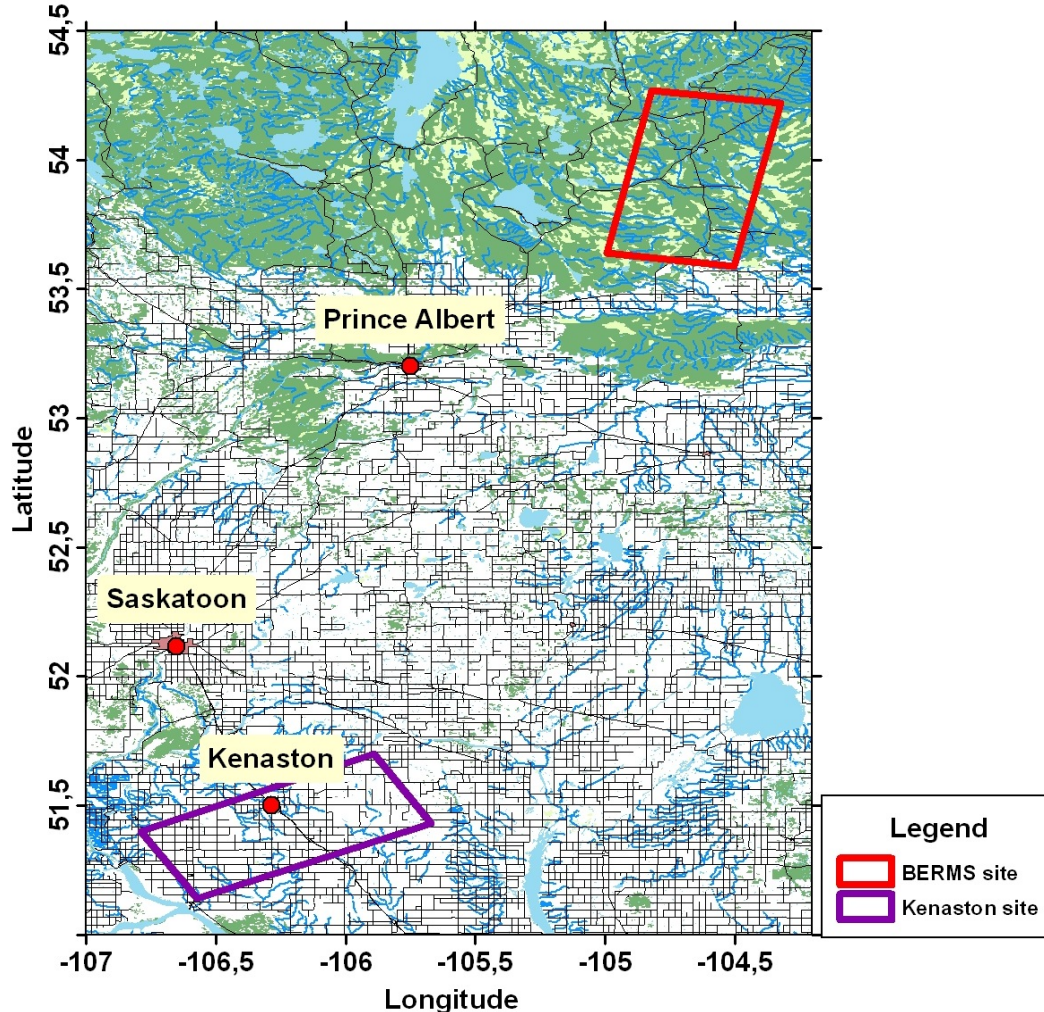 54,5
54
53,5
53
52,5
52
51,5
Latitude
Prince Albert
Saskatoon
Kenaston
-107
-106,5
-106
-105,5
-105
-104,5
Longitude
Legend
BERMS site
Kenaston site